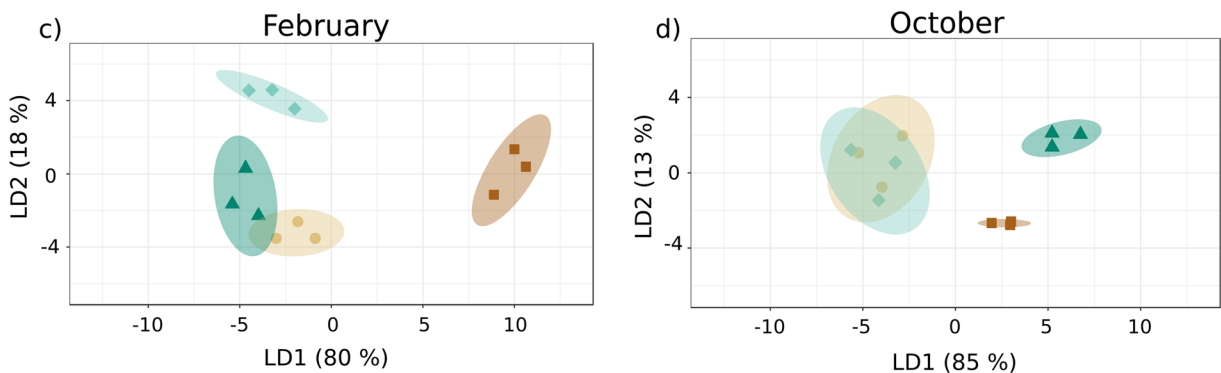 c) February
4
0
-4
LD2 (18 %)
-10 -5 0 5 10
LD1 (80 %)
d) October
4
0
-4
LD2 (13 %)
-10 -5 0 5 10
LD1 (85 %)